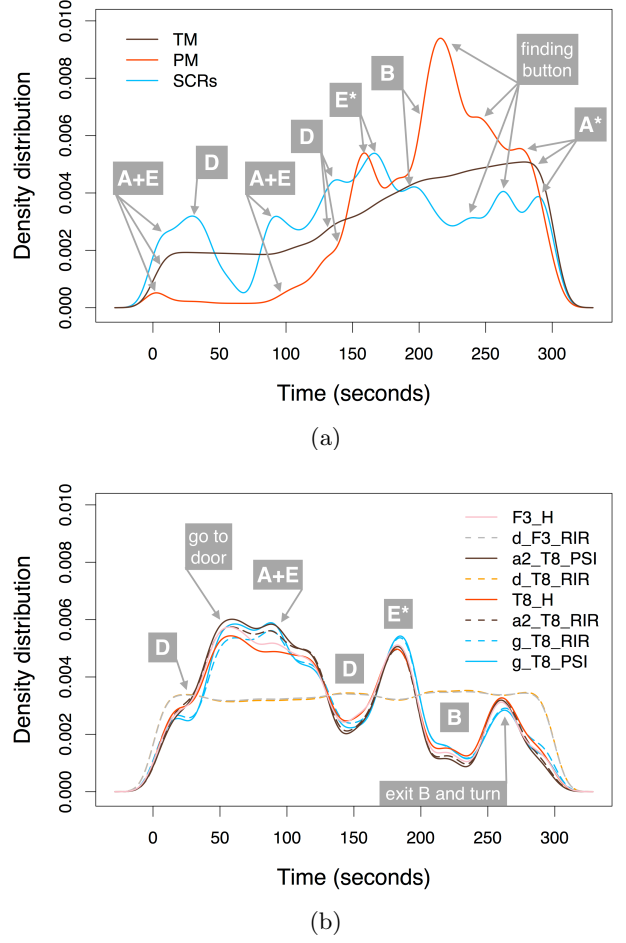 0.010
0.008
0.006
0.004
0.002
0.000
Density distribution
TM
PM
SCRs
A+E
D
A+E
D
E*
B
finding
button
A*
0 50 100 150 200 250 300
Time (seconds)
(a)
0.010
0.008
0.006
0.004
0.002
0.000
Density distribution
F3_H
d_F3_RIR
a2_T8_PSI
d_T8_RIR
T8_H
a2_T8_RIR
g_T8_RIR
g_T8_PSI
go to
door
A+E
D
E*
D
B
exit B and turn
0 50 100 150 200 250 300
Time (seconds)
(b)